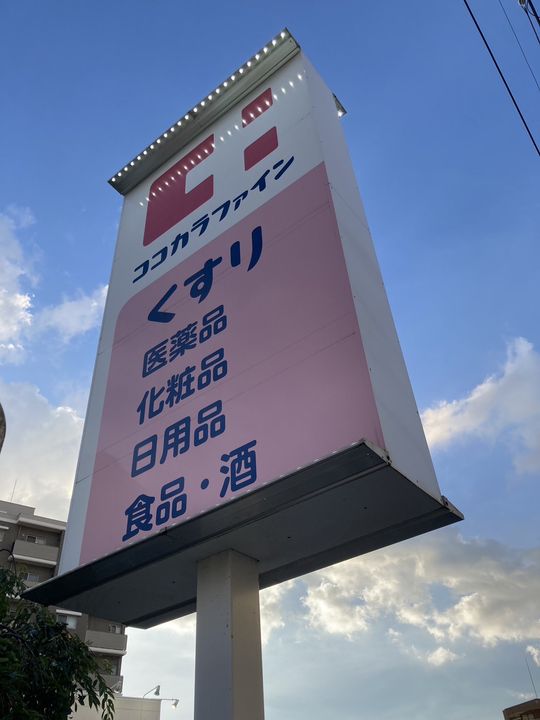 ココカラファイン
くすり
医薬品
化粧品
日用品
食品・酒